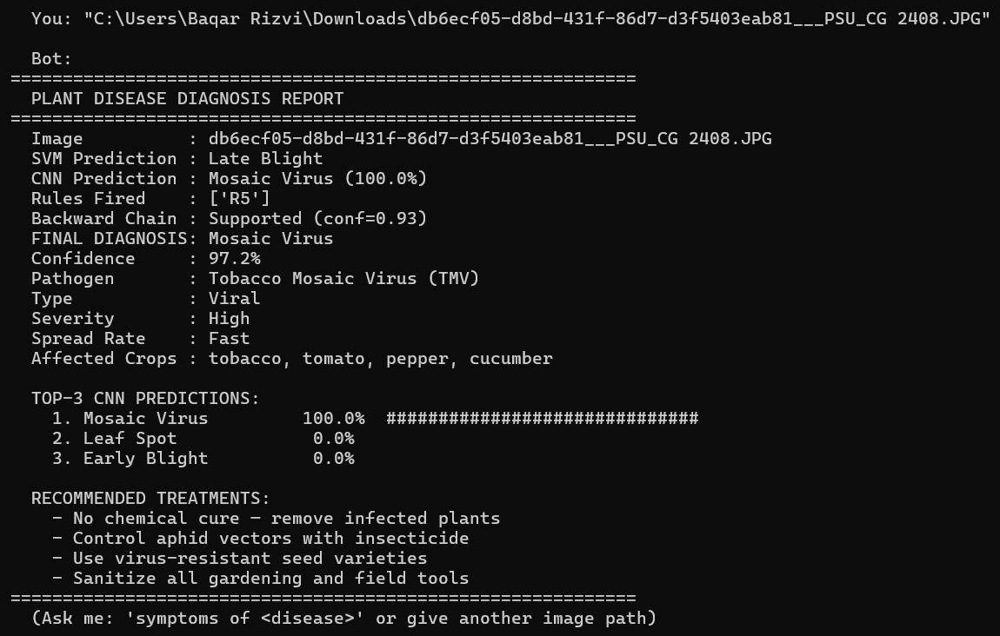 You: "C:\Users\Baqar Rizvi\Downloads\db6ecf05-d8bd-431f-86d7-d3f5403eab81___PSU_CG 2408.JPG"
Bot:
============================================================
PLANT DISEASE DIAGNOSIS REPORT
============================================================
Image          : db6ecf05-d8bd-431f-86d7-d3f5403eab81___PSU_CG 2408.JPG
SVM Prediction : Late Blight
CNN Prediction : Mosaic Virus (100.0%)
Rules Fired    : ['R5']
Backward Chain : Supported (conf=0.93)
FINAL DIAGNOSIS: Mosaic Virus
Confidence     : 97.2%
Pathogen       : Tobacco Mosaic Virus (TMV)
Type           : Viral
Severity       : High
Spread Rate    : Fast
Affected Crops : tobacco, tomato, pepper, cucumber
TOP-3 CNN PREDICTIONS:
1. Mosaic Virus         100.0%  ##############################
2. Leaf Spot             0.0%
3. Early Blight          0.0%
RECOMMENDED TREATMENTS:
- No chemical cure – remove infected plants
- Control aphid vectors with insecticide
- Use virus-resistant seed varieties
- Sanitize all gardening and field tools
============================================================
(Ask me: 'symptoms of <disease>' or give another image path)